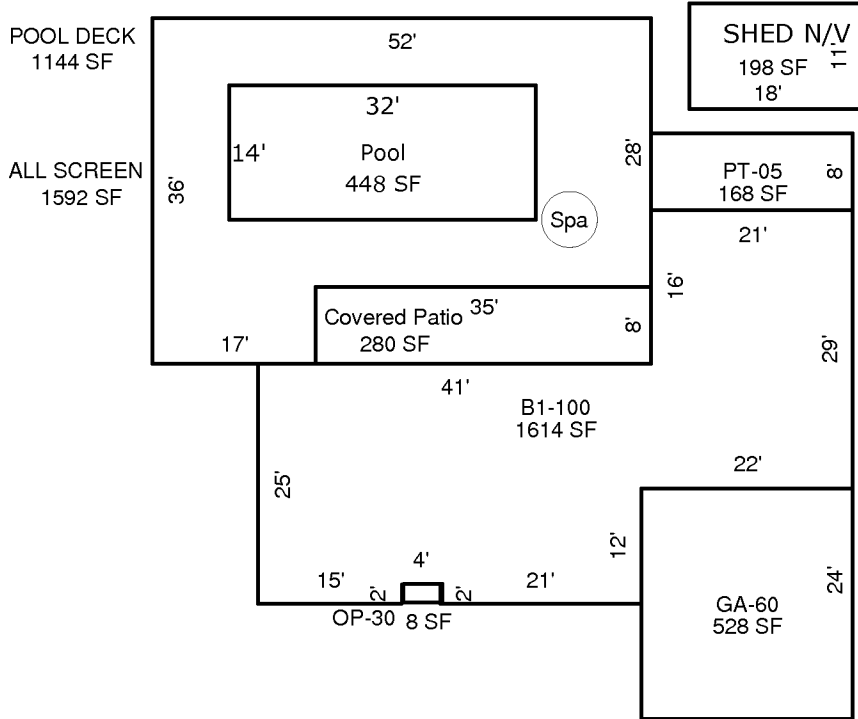 POOL DECK
1144 SF
52'
SHED N/V
198 SF
11'
18'
32'
14'
Pool
448 SF
28'
ALL SCREEN
1592 SF
36'
Spa
PT-05
168 SF
8'
21'
16'
Covered Patio
35'
280 SF
8'
17'
29'
41'
B1-100
1614 SF
25'
22'
12'
4'
15'
2'
2'
21'
24'
OP-30
8 SF
GA-60
528 SF